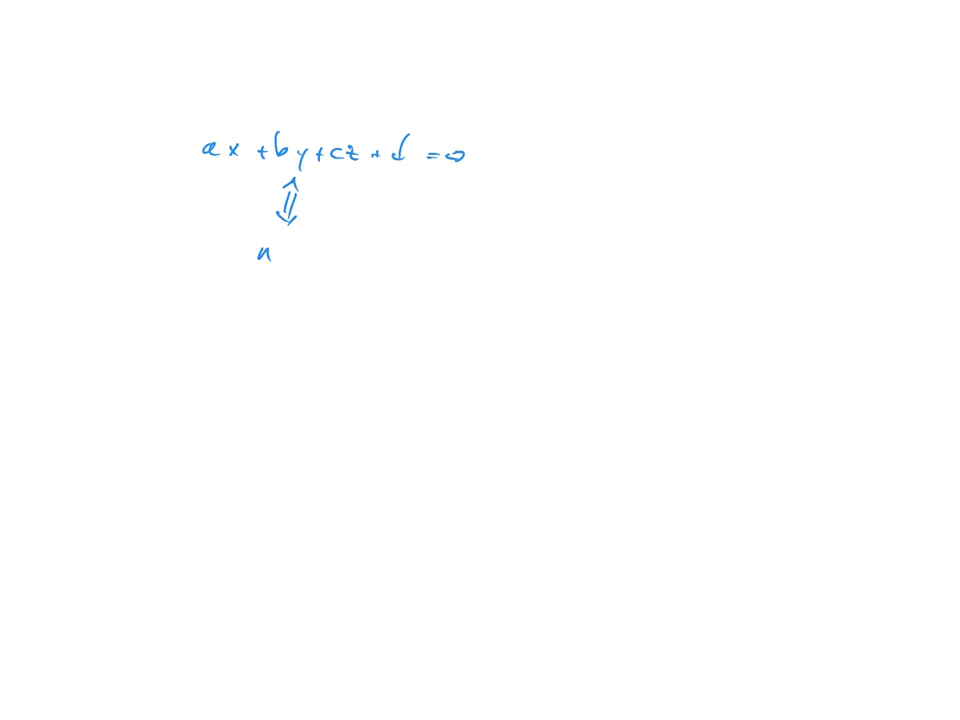 ax + by + cz + d = 0
⇕
n